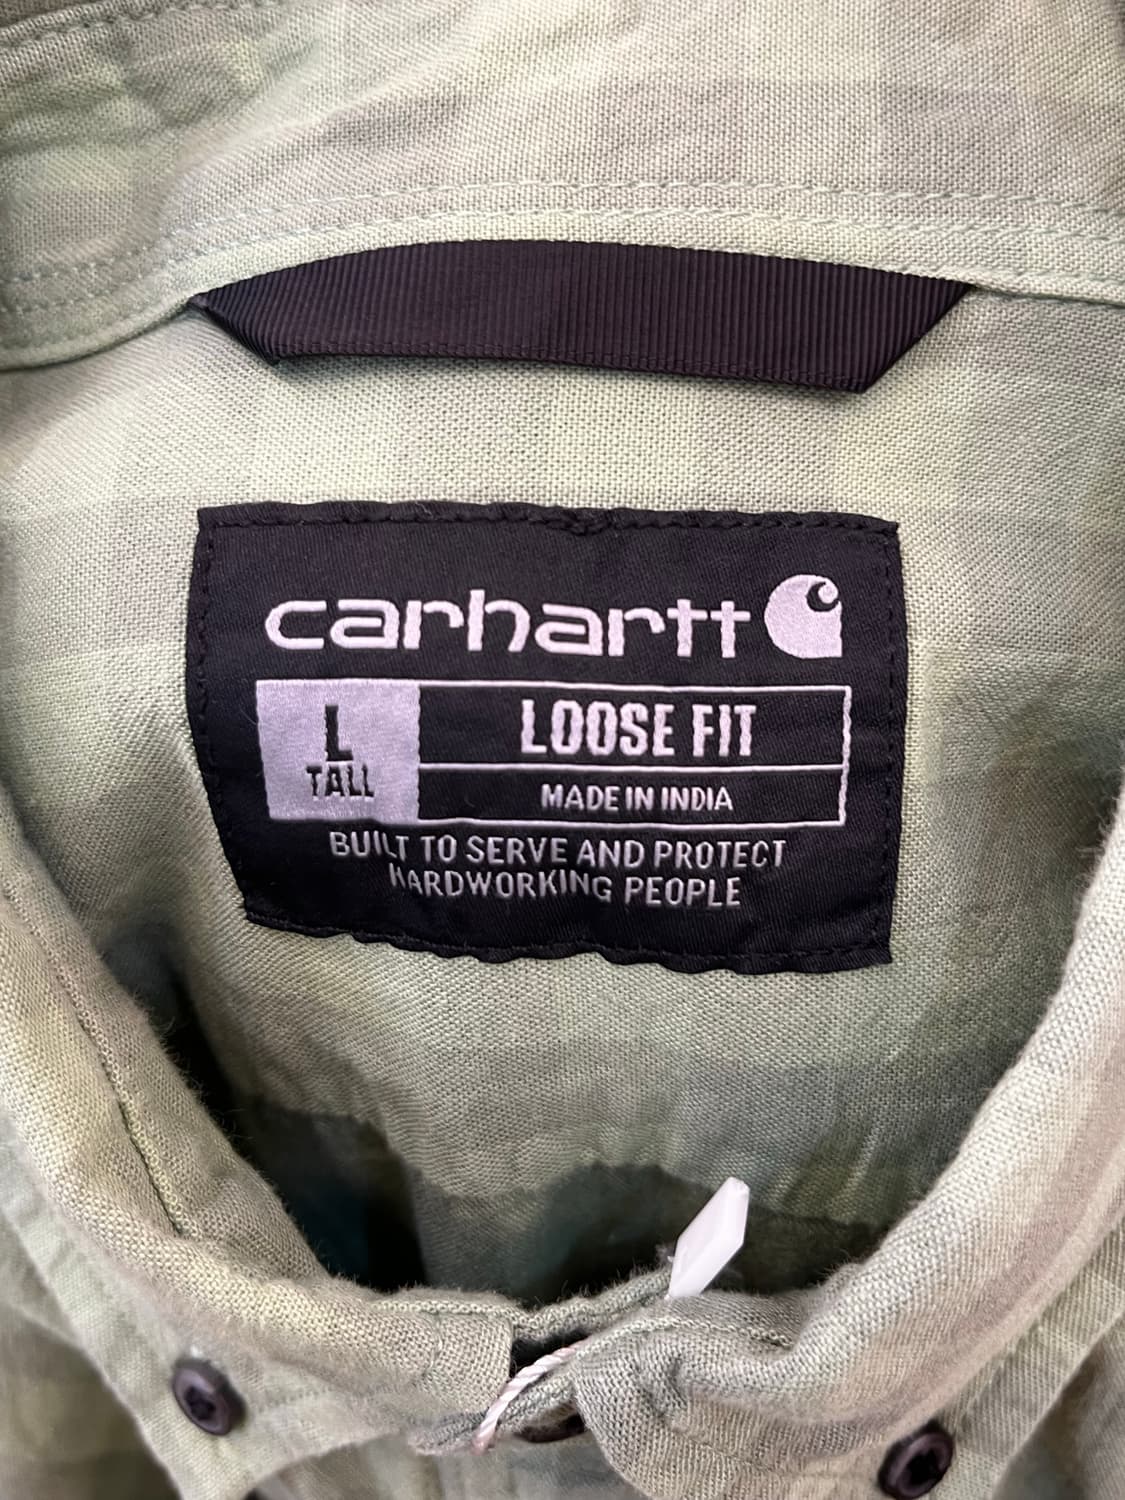 carhartt
L
TALL
LOOSE FIT
MADE IN INDIA
BUILT TO SERVE AND PROTECT
HARDWORKING PEOPLE